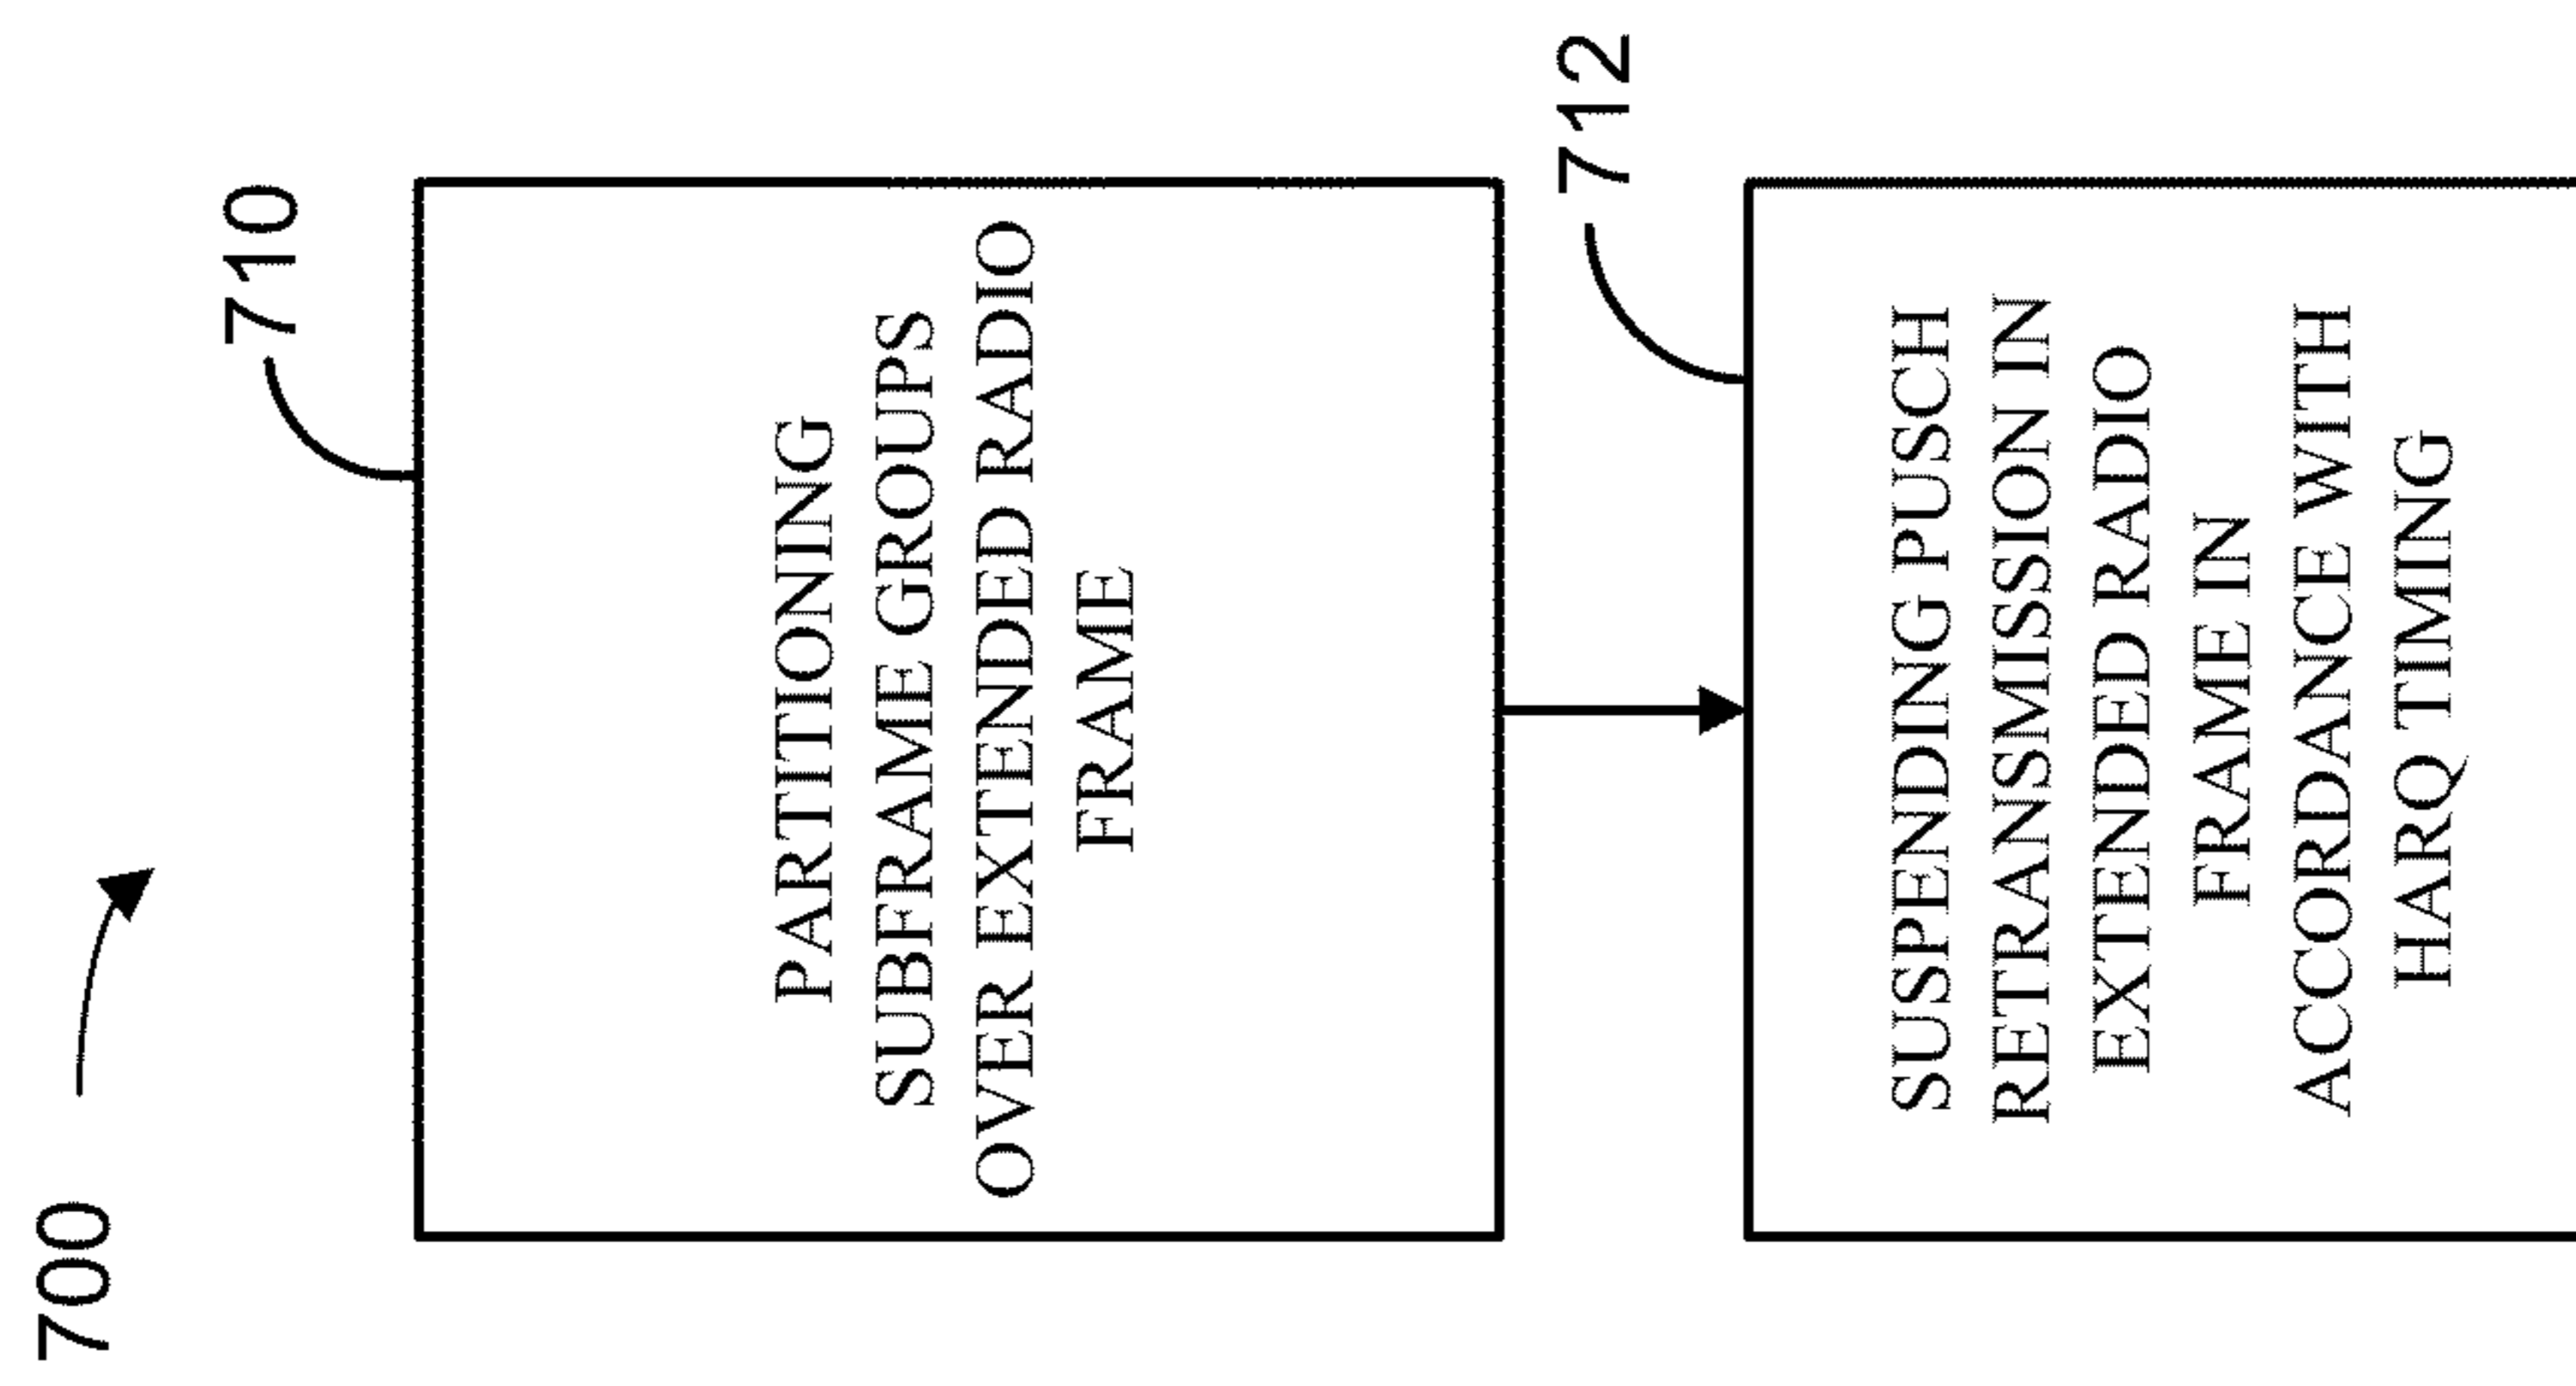 700
710
PARTITIONING
SUBFRAME GROUPS
OVER EXTENDED RADIO
FRAME
712
SUSPENDING PUSCH
RETRANSMISSION IN
EXTENDED RADIO
FRAME IN
ACCORDANCE WITH
HARQ TIMING